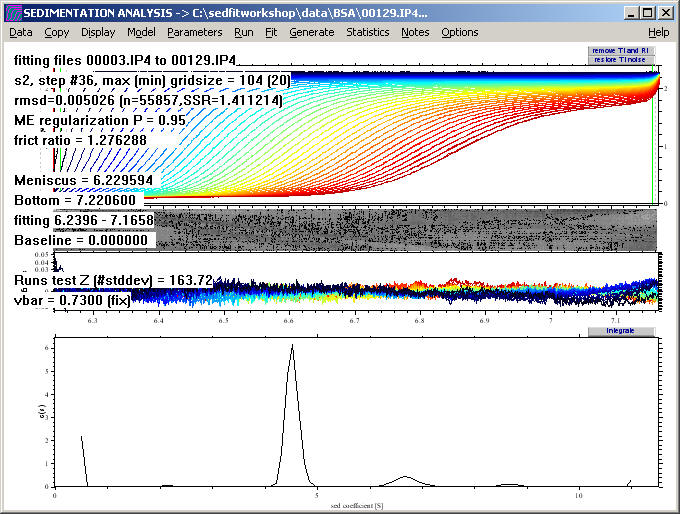 SEDIMENTATION ANALYSIS -> C:\sedfitworkshop\data\BSA\00129.IP4...
Data Copy Display Model Parameters Run Fit Generate Statistics Notes Options Help
remove TI and RI
restore TI noise
fitting files 00003.IP4 to 00129.IP4
s2, step #36, max (min) gridsize = 104 (20)
rmsd=0.005026 (n=55857,SSR=1.411214)
ME regularization P = 0.95
frict ratio = 1.276288
Meniscus = 6.229594
Bottom = 7.220600
fitting 6.2396 - 7.1658
Baseline = 0.000000
Runs test Z (#stddev) = 163.72
vbar = 0.7300 (fix)
2
1
0
0.05
0.04
0.03
6.3 6.4 6.5 6.6 6.7 6.8 6.9 7.0 7.1
integrate
6
5
4
3
2
1
0
c(s)
0 5 10
sed coefficient [S]